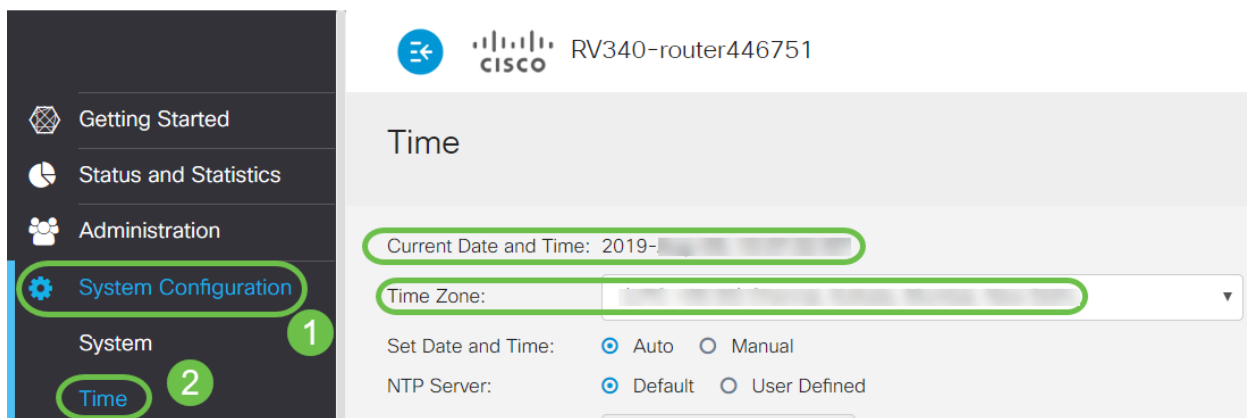 CISCO
RV340-router446751
Getting Started
Status and Statistics
Administration
System Configuration
1
System
Time
2
Time
Current Date and Time: 2019-
Time Zone:
Set Date and Time: Auto Manual
NTP Server: Default User Defined